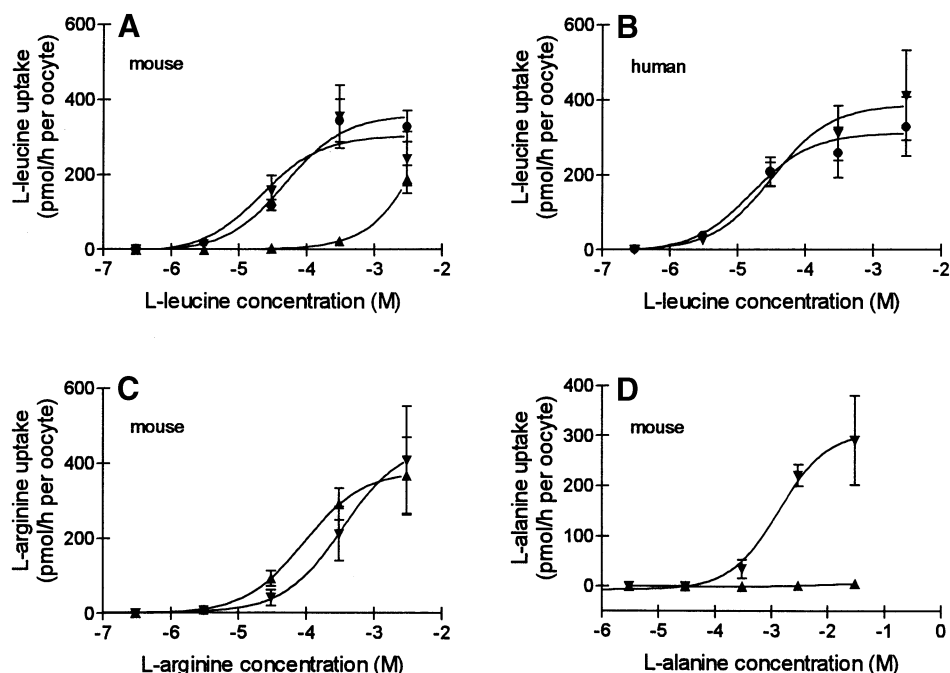 A
mouse
L-leucine uptake
(pmol/h per oocyte)
600
400
200
0
-7
-6
-5
-4
-3
-2
L-leucine concentration (M)
B
human
L-leucine uptake
(pmol/h per oocyte)
600
400
200
0
-7
-6
-5
-4
-3
-2
L-leucine concentration (M)
C
mouse
L-arginine uptake
(pmol/h per oocyte)
600
400
200
0
-7
-6
-5
-4
-3
-2
L-arginine concentration (M)
D
mouse
L-alanine uptake
(pmol/h per oocyte)
400
300
200
100
0
-6
-5
-4
-3
-2
-1
0
L-alanine concentration (M)